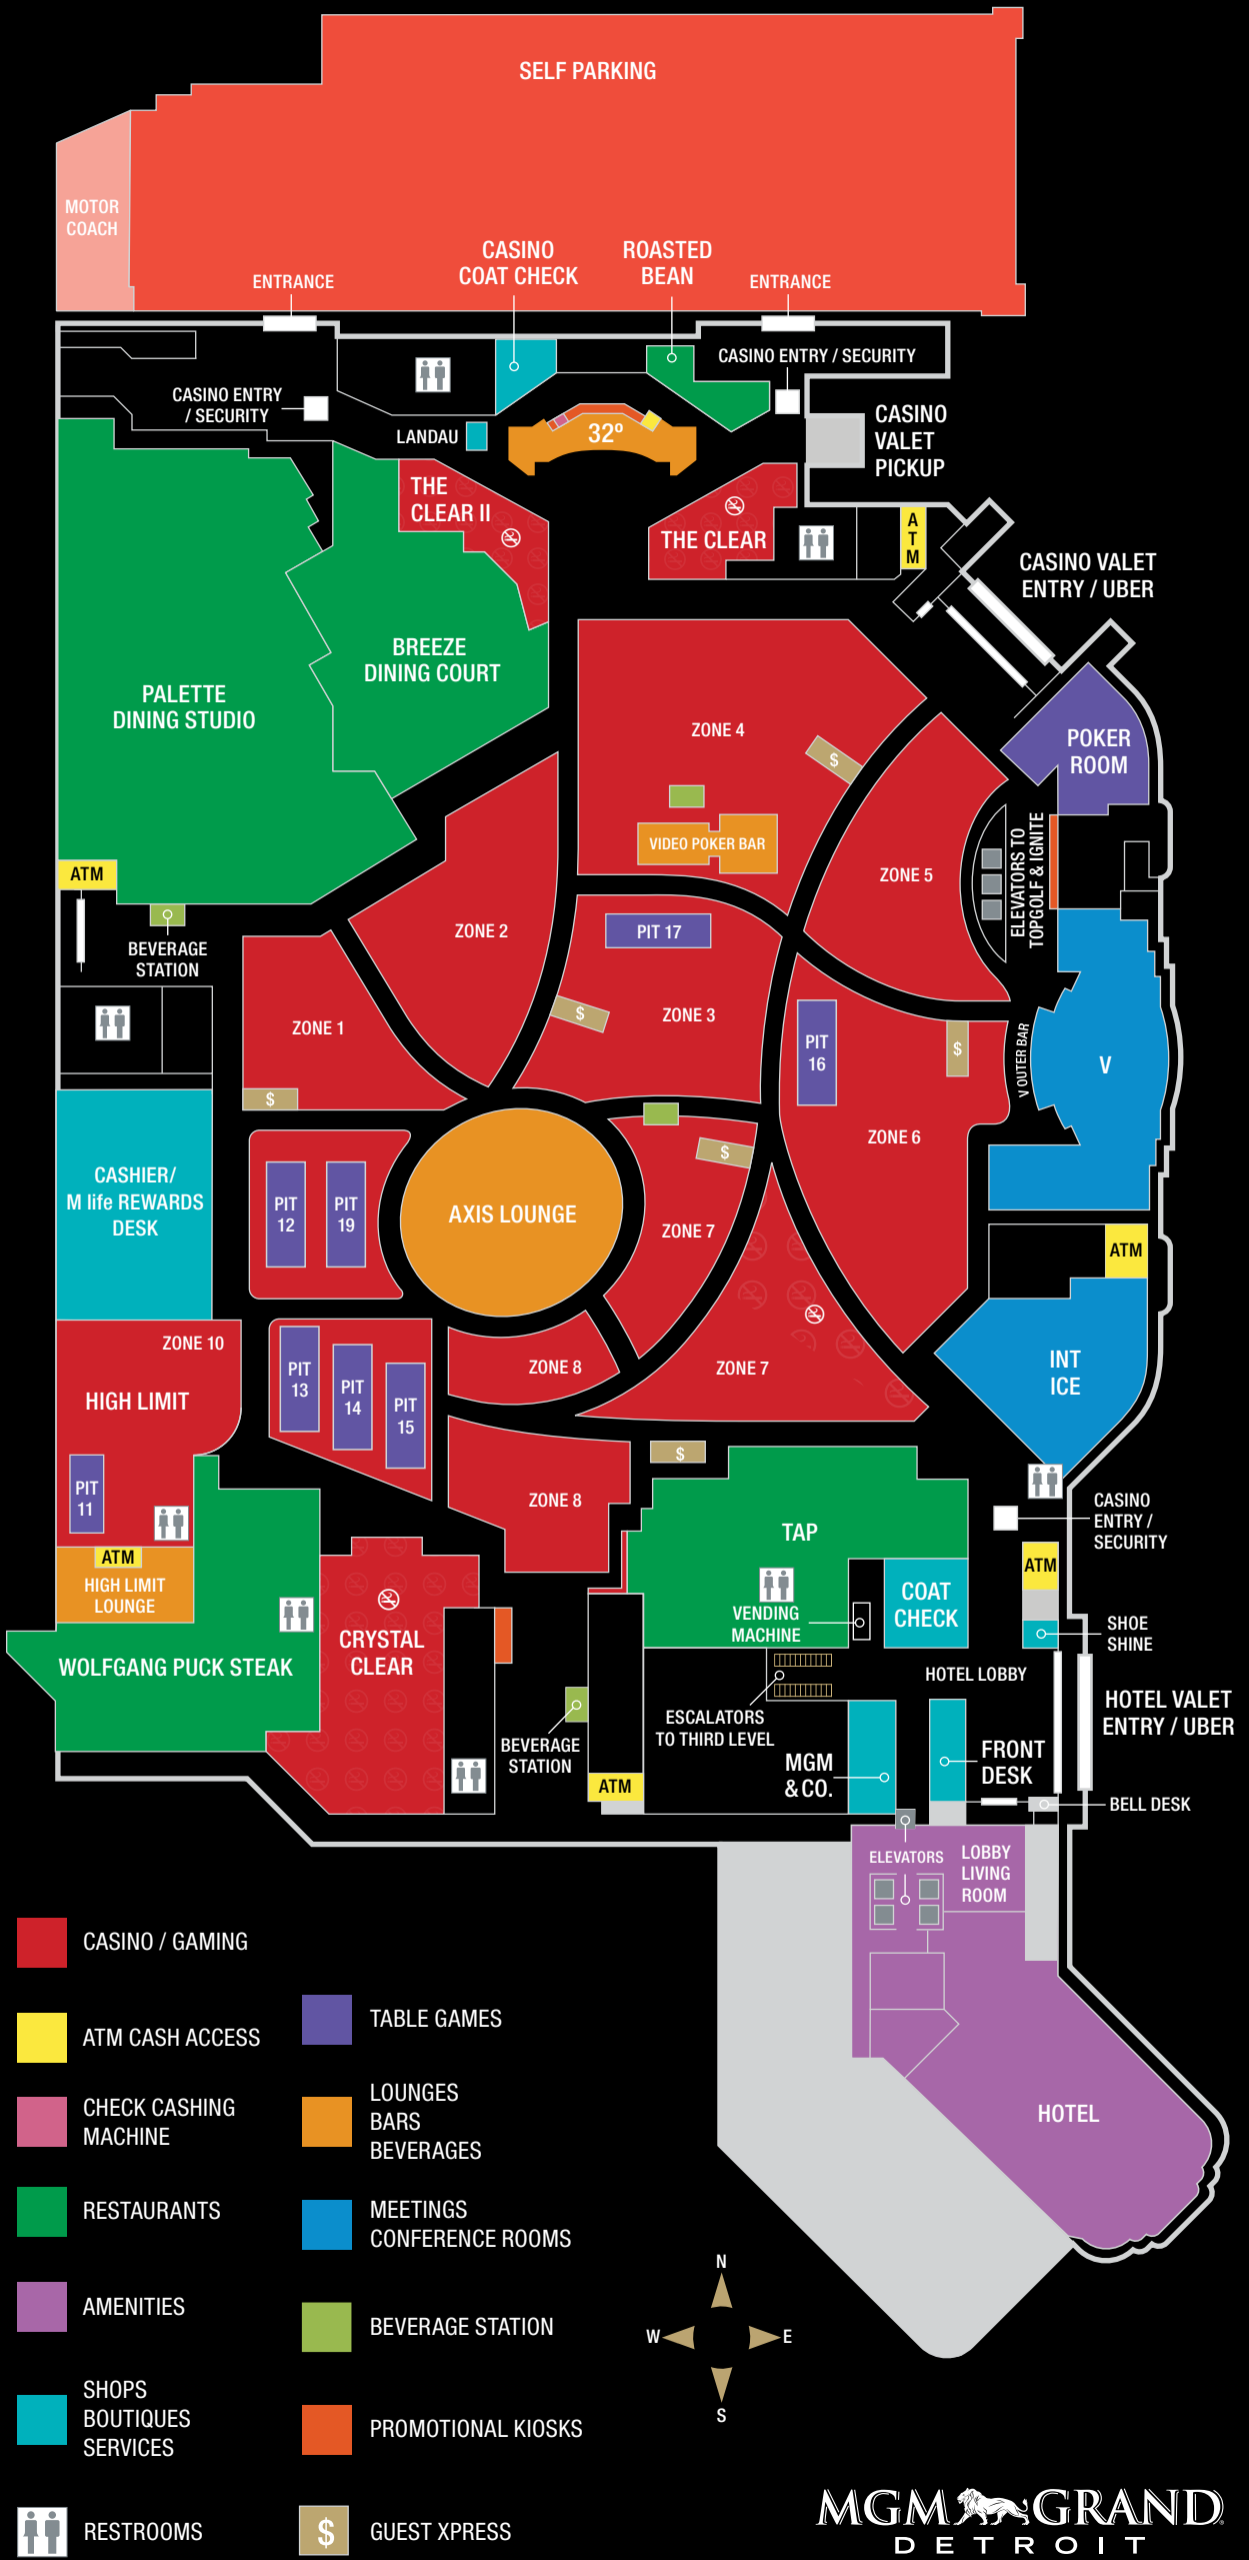 SELF PARKING
MOTOR
COACH
CASINO
COAT CHECK
ROASTED
BEAN
ENTRANCE
ENTRANCE
CASINO ENTRY / SECURITY
CASINO ENTRY
/ SECURITY
LANDAU
32º
CASINO
VALET
PICKUP
THE
CLEAR II
THE CLEAR
A
T
M
CASINO VALET
ENTRY / UBER
BREEZE
DINING COURT
PALETTE
DINING STUDIO
ZONE 4
$
POKER
ROOM
VIDEO POKER BAR
ELEVATORS TO
TOPGOLF & IGNITE
ATM
ZONE 5
BEVERAGE
STATION
ZONE 2
PIT 17
ZONE 1
$
ZONE 3
$
PIT
16
$
V OUTER BAR
V
ZONE 6
CASHIER/
M life REWARDS
DESK
PIT
12
PIT
19
AXIS LOUNGE
$
ZONE 7
ATM
ZONE 10
HIGH LIMIT
PIT
13
PIT
14
PIT
15
ZONE 8
ZONE 7
INT
ICE
PIT
11
ZONE 8
$
TAP
CASINO
ENTRY /
SECURITY
ATM
HIGH LIMIT
LOUNGE
ATM
COAT
CHECK
VENDING
MACHINE
SHOE
SHINE
CRYSTAL
CLEAR
WOLFGANG PUCK STEAK
HOTEL LOBBY
HOTEL VALET
ENTRY / UBER
ESCALATORS
TO THIRD LEVEL
BEVERAGE
STATION
ATM
MGM
& CO.
FRONT
DESK
BELL DESK
ELEVATORS
LOBBY
LIVING
ROOM
HOTEL
CASINO / GAMING
ATM CASH ACCESS
CHECK CASHING
MACHINE
RESTAURANTS
AMENITIES
SHOPS
BOUTIQUES
SERVICES
RESTROOMS
TABLE GAMES
LOUNGES
BARS
BEVERAGES
MEETINGS
CONFERENCE ROOMS
BEVERAGE STATION
PROMOTIONAL KIOSKS
$
GUEST XPRESS
N
W
E
S
MGM GRAND
DETROIT